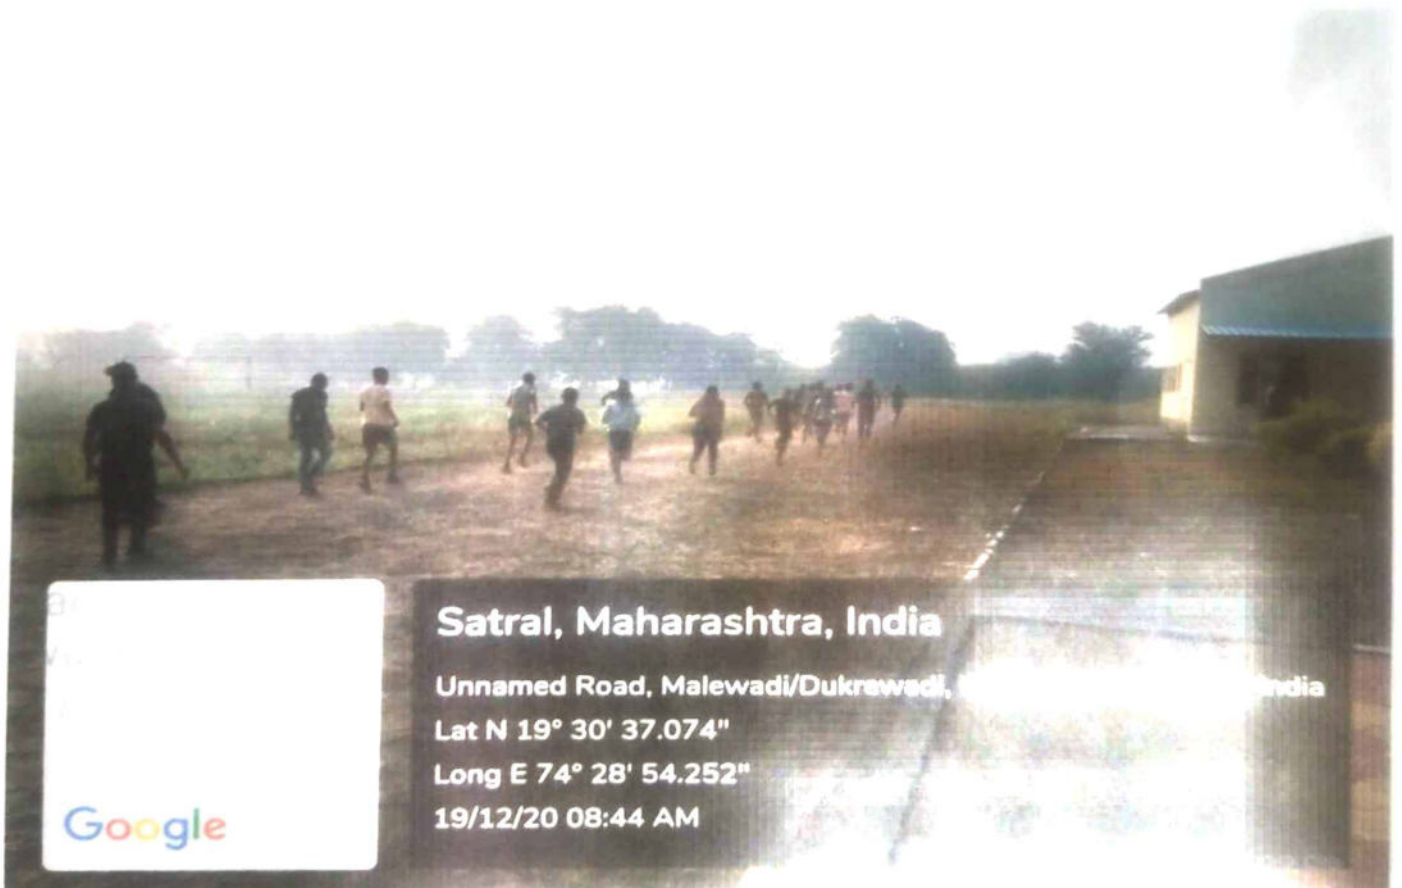 Satral, Maharashtra, India
Unnamed Road, Malewadi/Dukrewadi, India
Lat N 19° 30' 37.074"
Long E 74° 28' 54.252"
19/12/20 08:44 AM
Google